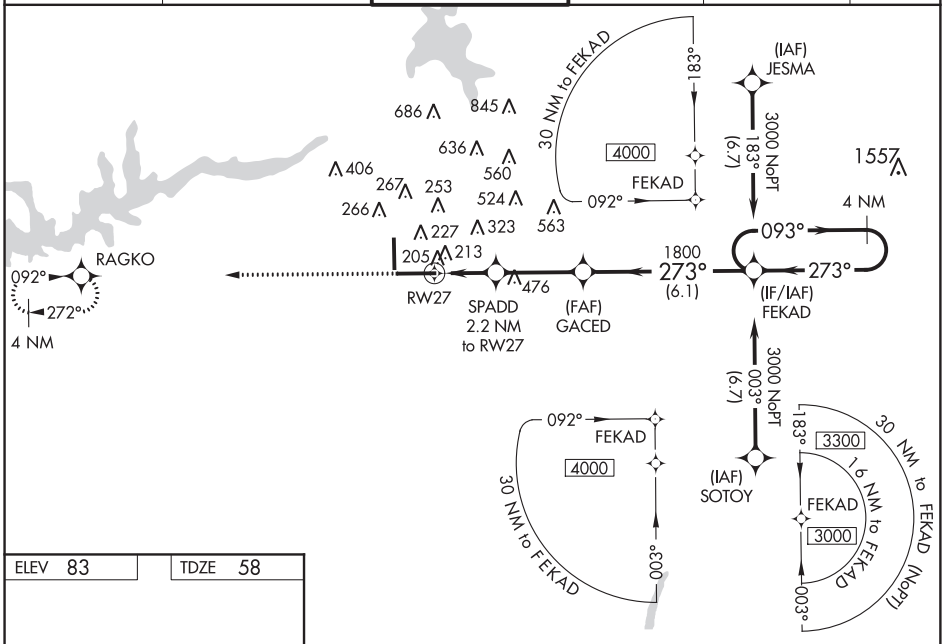 30 NM to FEKAD
183°
(IAF)
JESMA
686
845
3000 NoPT
183°
(6.7)
636
4000
1557
406
560
FEKAD
267
253
524
092°
4 NM
266
563
323
227
093°
213
1800
205
092°
RAGKO
273°
273°
476
(6.1)
RW27
SPADD
2.2 NM
to RW27
(FAF)
GACED
(IF/IAF)
FEKAD
272°
4 NM
3000 NoPT
003°
(6.7)
092°
FEKAD
4000
30 NM to FEKAD
003°
(IAF)
SOTOY
183°
3300
30 NM to FEKAD (NoPT)
16 NM to FEKAD
FEKAD
3000
003°
ELEV 83
TDZE 58